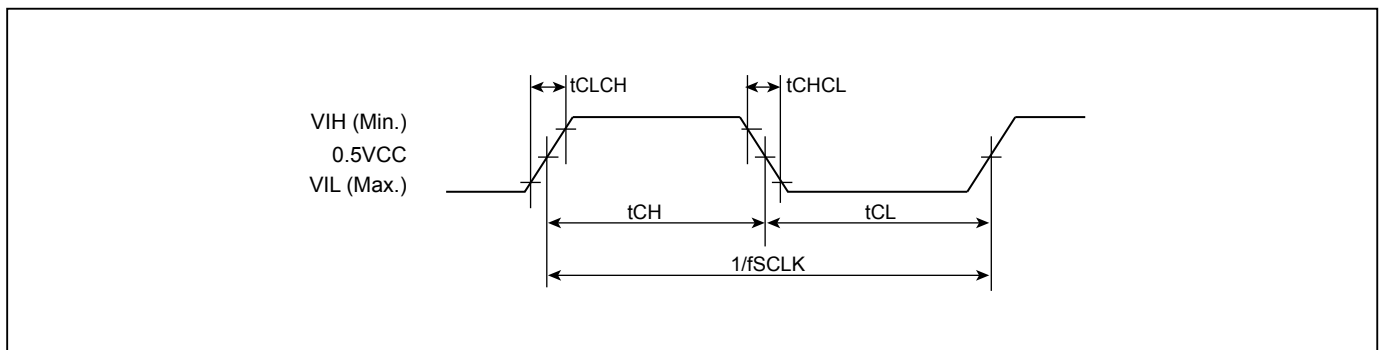 tCLCH
tCHCL
VIH (Min.)
0.5VCC
VIL (Max.)
tCH
tCL
1/fSCLK